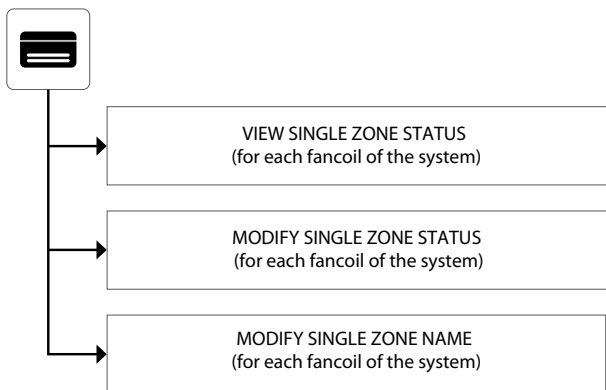 VIEW SINGLE ZONE STATUS
(for each fancoil of the system)
MODIFY SINGLE ZONE STATUS
(for each fancoil of the system)
MODIFY SINGLE ZONE NAME
(for each fancoil of the system)